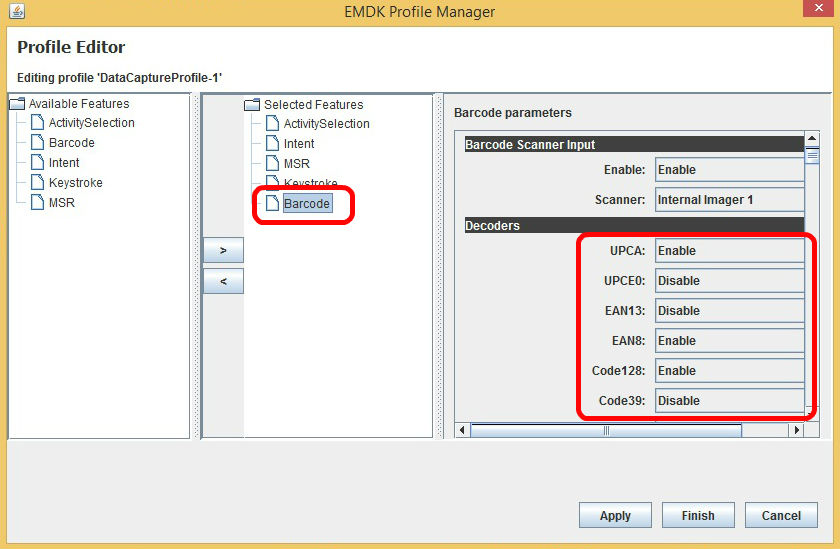 EMDK Profile Manager
x
Profile Editor
Editing profile 'DataCaptureProfile-1'
Available Features
ActivitySelection
Barcode
Intent
Keystroke
MSR
>
<
Selected Features
ActivitySelection
Intent
MSR
Keystroke
Barcode
Barcode parameters
Barcode Scanner Input
Enable: Enable
Scanner: Internal Imager 1
Decoders
UPCA: Enable
UPCE0: Disable
EAN13: Disable
EAN8: Enable
Code128: Enable
Code39: Disable
Apply Finish Cancel